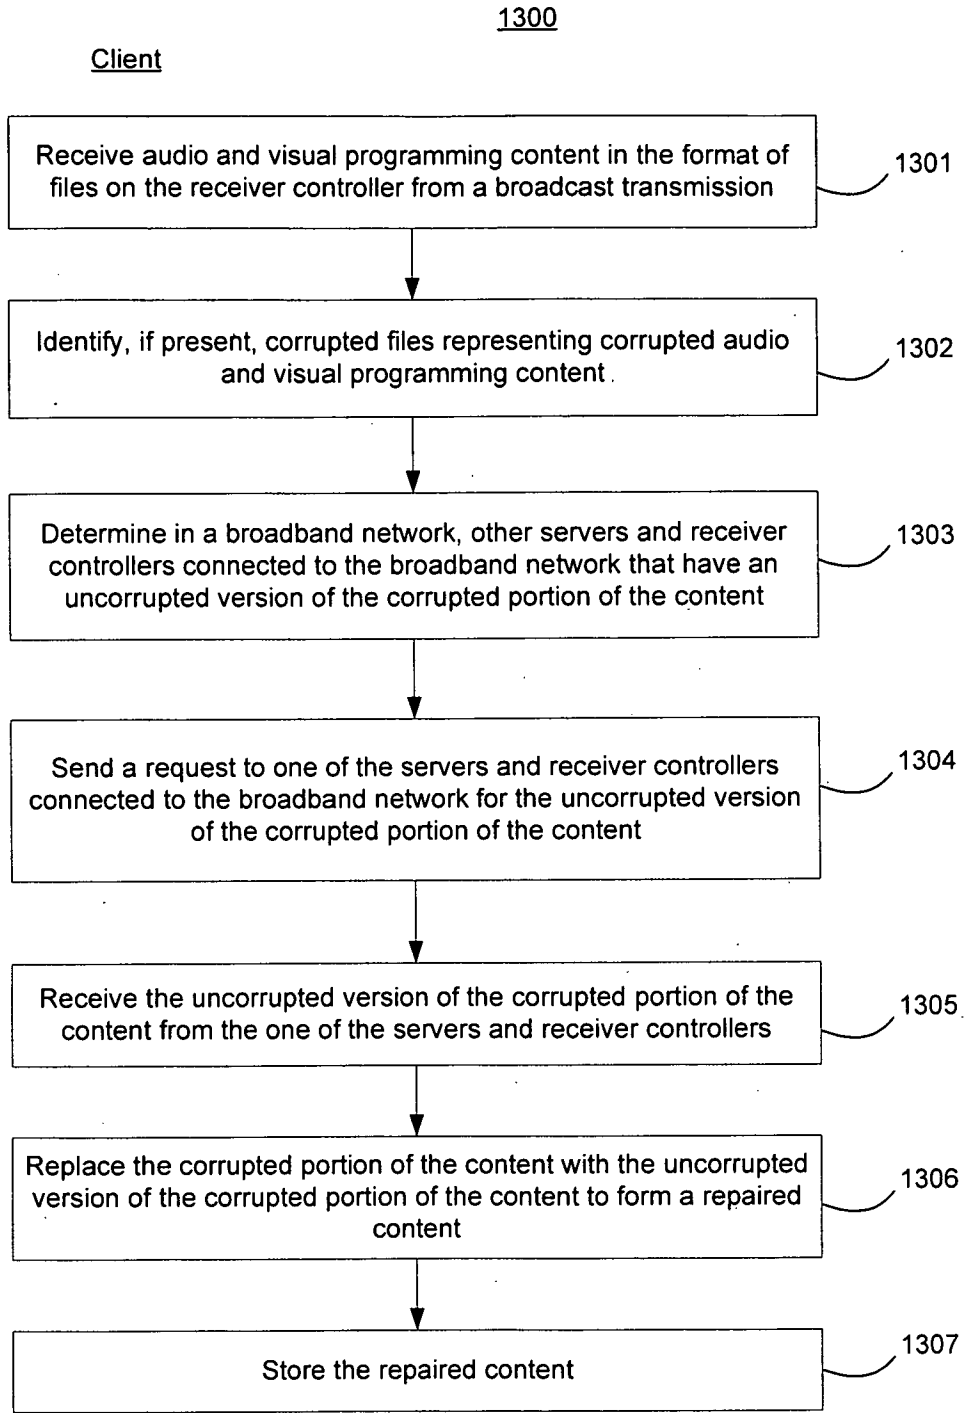 1300
Client
Receive audio and visual programming content in the format of
files on the receiver controller from a broadcast transmission
1301
Identify, if present, corrupted files representing corrupted audio
and visual programming content
1302
Determine in a broadband network, other servers and receiver
controllers connected to the broadband network that have an
uncorrupted version of the corrupted portion of the content
1303
Send a request to one of the servers and receiver controllers
connected to the broadband network for the uncorrupted version
of the corrupted portion of the content
1304
Receive the uncorrupted version of the corrupted portion of the
content from the one of the servers and receiver controllers
1305
Replace the corrupted portion of the content with the uncorrupted
version of the corrupted portion of the content to form a repaired
content
1306
Store the repaired content
1307